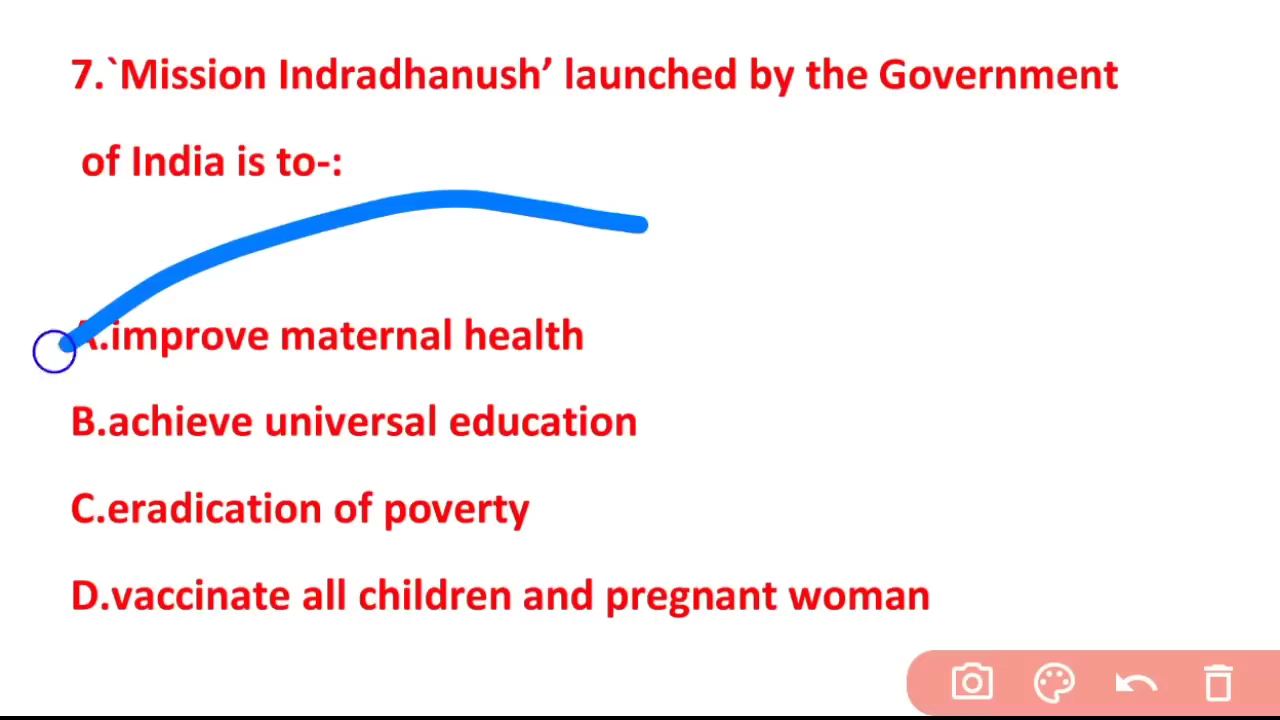 7.`Mission Indradhanush’ launched by the Government
of India is to-:
A.improve maternal health
B.achieve universal education
C.eradication of poverty
D.vaccinate all children and pregnant woman